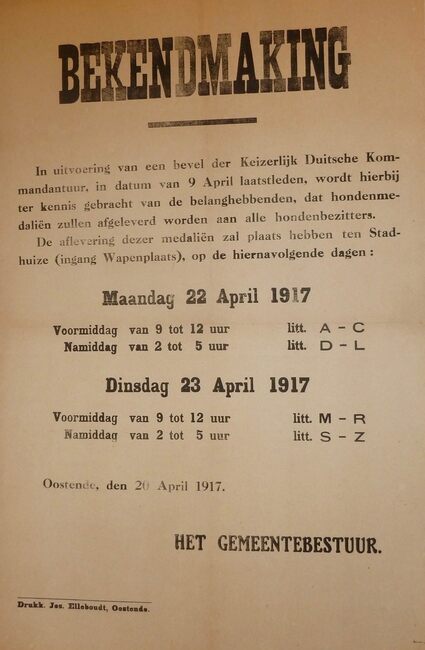 BEKENDMAKING
In uitvoering van een bevel der Keizerlijk Duitsche Kom-
mandantuur, in datum van 9 April laatstleden, wordt hierbij
ter kennis gebracht van de belanghebbenden, dat hondenme-
daliën zullen afgeleverd worden aan alle hondenbezitters.
De aflevering dezer medaliën zal plaats hebben ten Stad-
huize (ingang Wapenplaats), op de hiernavolgende dagen :
Maandag 22 April 1917
Voormiddag van 9 tot 12 uur litt. A – C
Namiddag van 2 tot 5 uur litt. D – L
Dinsdag 23 April 1917
Voormiddag van 9 tot 12 uur litt. M – R
Namiddag van 2 tot 5 uur litt. S – Z
Oostende, den 20 April 1917.
HET GEMEENTEBESTUUR.
Drukk. Jos. Elleboudt, Oostende.